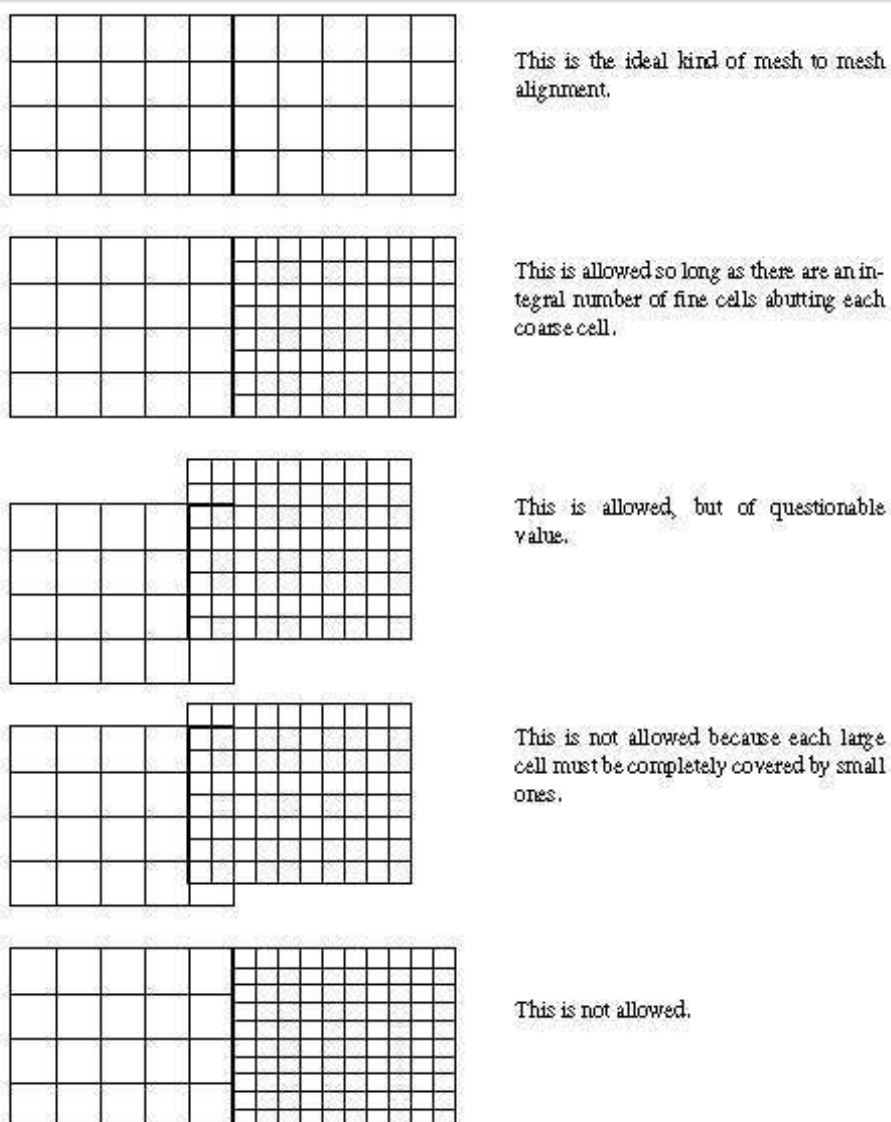 This is the ideal kind of mesh to mesh
alignment.
This is allowed so long as there are an in-
tegral number of fine cells abutting each
coarse cell.
This is allowed, but of questionable
value.
This is not allowed because each large
cell must be completely covered by small
ones.
This is not allowed.